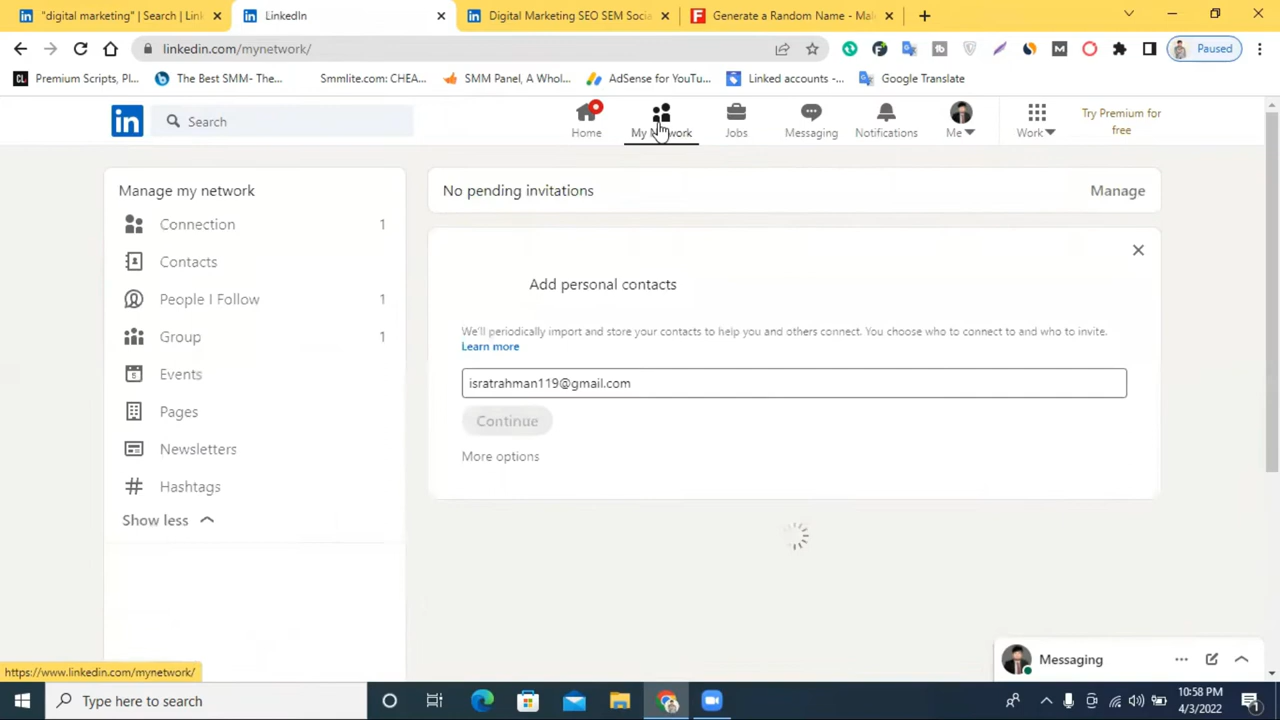 "digital marketing" | Search | Link
LinkedIn
Digital Marketing SEO SEM Socia
Generate a Random Name - Mal
linkedin.com/mynetwork/
Paused
Premium Scripts, Pl...
The Best SMM- The...
Smmlite.com: CHEA...
SMM Panel, A Whol...
AdSense for YouTu...
Linked accounts -...
Google Translate
in
Search
Home
My Network
Jobs
Messaging
Notifications
Me
Work
Try Premium for
free
Manage my network
Connection 1
Contacts
People I Follow 1
Group 1
Events
Pages
Newsletters
Hashtags
Show less
No pending invitations
Manage
Add personal contacts
We'll periodically import and store your contacts to help you and others connect. You choose who to connect to and who to invite.
Learn more
isratrahman119@gmail.com
Continue
More options
Messaging
https://www.linkedin.com/mynetwork/
Type here to search
10:58 PM
4/3/2022
1